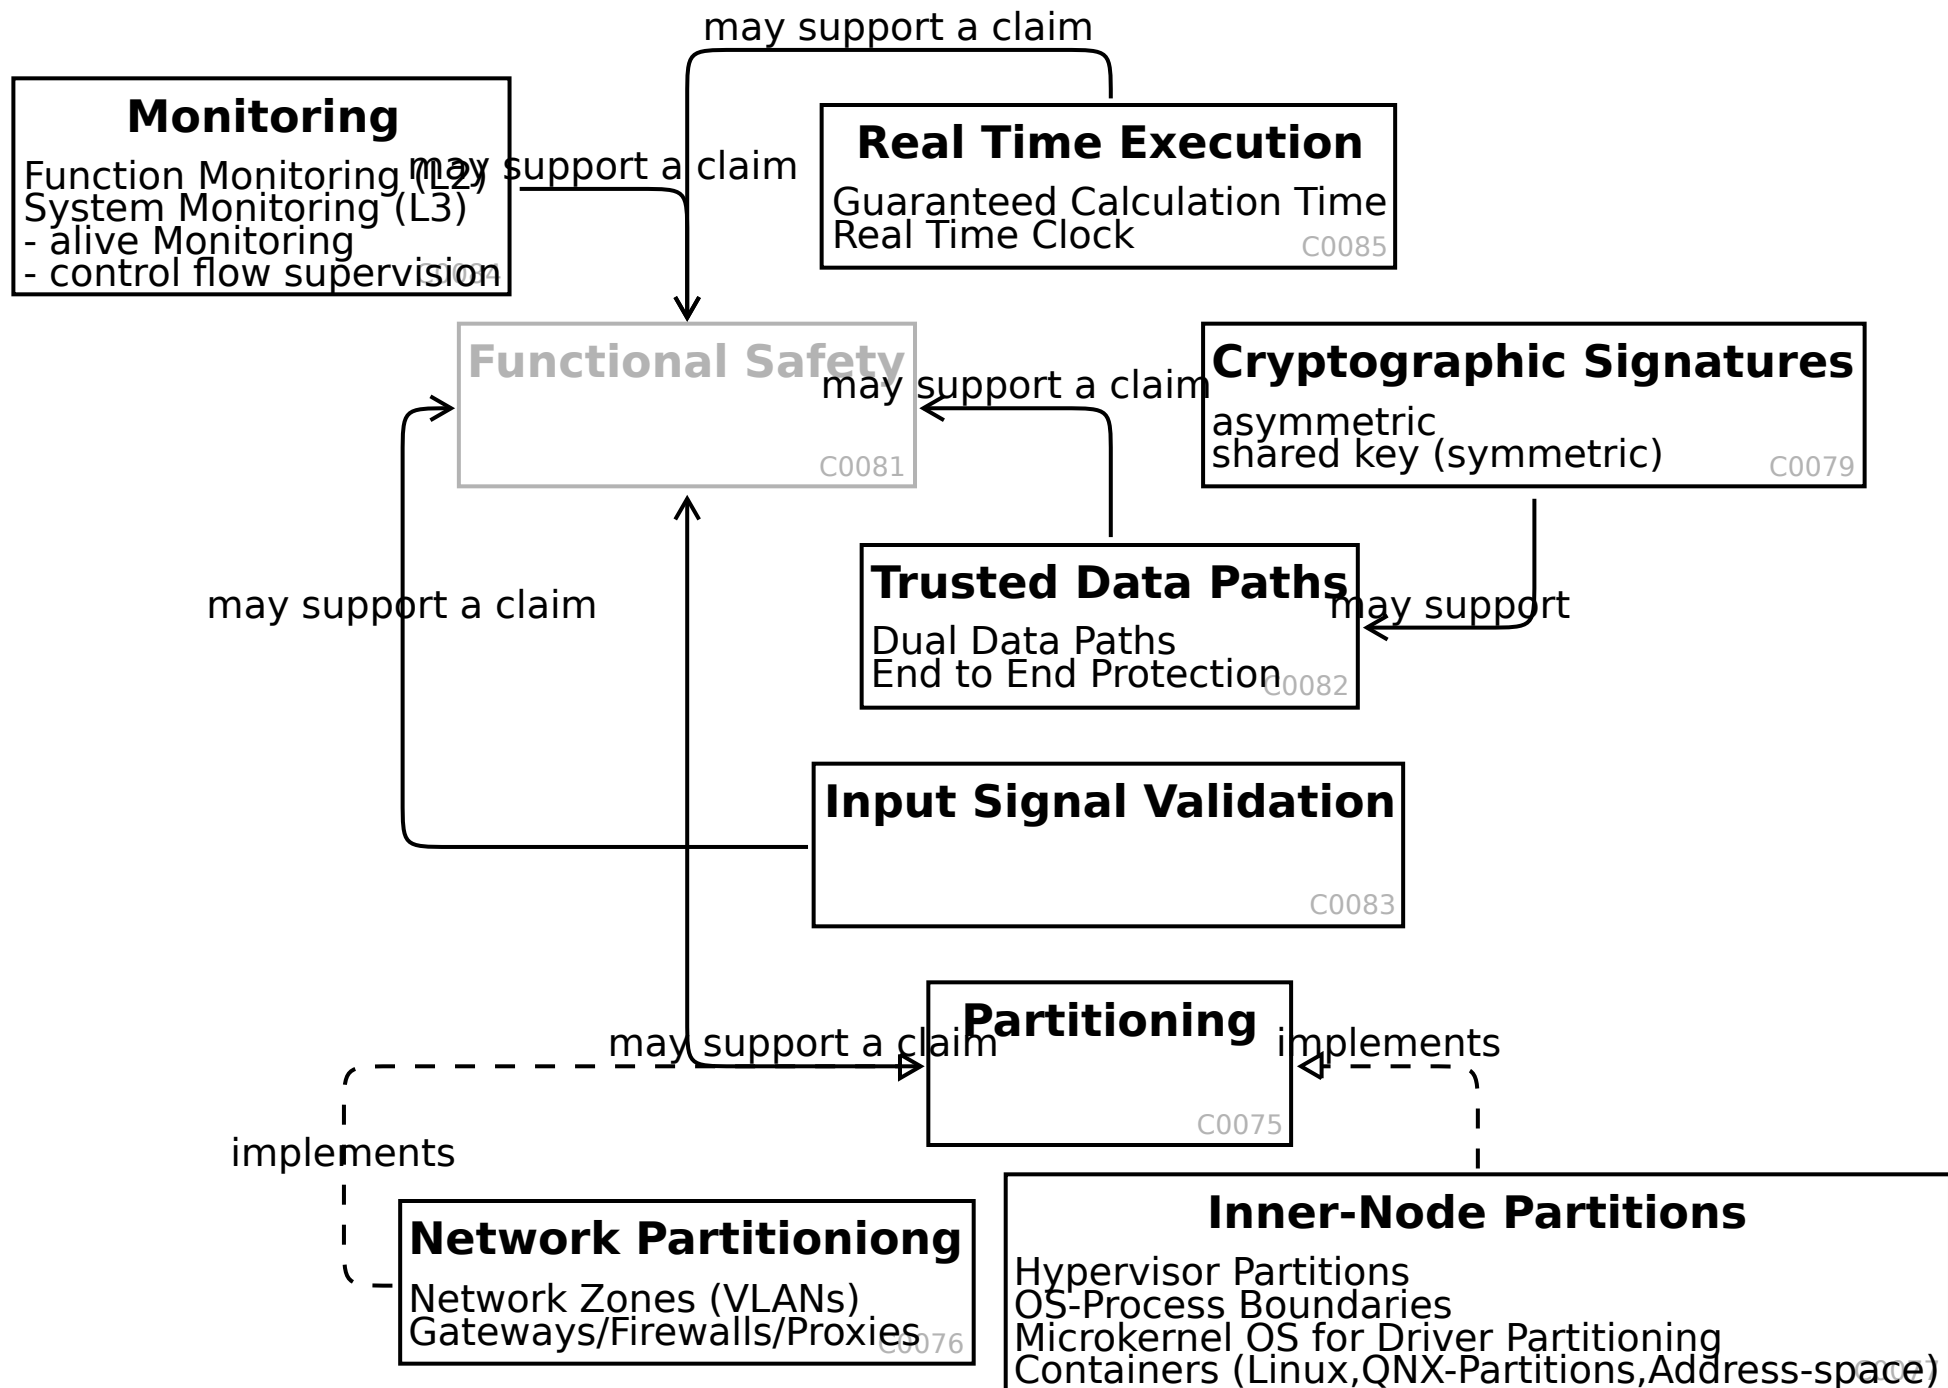 may support a claim
Monitoring
Function Monitoring (L2)
System Monitoring (L3)
- alive Monitoring
- control flow supervision
C0084
may support a claim
Real Time Execution
Guaranteed Calculation Time
Real Time Clock
C0085
Functional Safety
C0081
may support a claim
Cryptographic Signatures
asymmetric
shared key (symmetric)
C0079
may support a claim
Trusted Data Paths
Dual Data Paths
End to End Protection
C0082
may support
Input Signal Validation
C0083
may support a claim
Partitioning
C0075
implements
implements
Network Partitioniong
Network Zones (VLANs)
Gateways/Firewalls/Proxies
C0076
Inner-Node Partitions
Hypervisor Partitions
OS-Process Boundaries
Microkernel OS for Driver Partitioning
Containers (Linux,QNX-Partitions,Address-space)
C0077